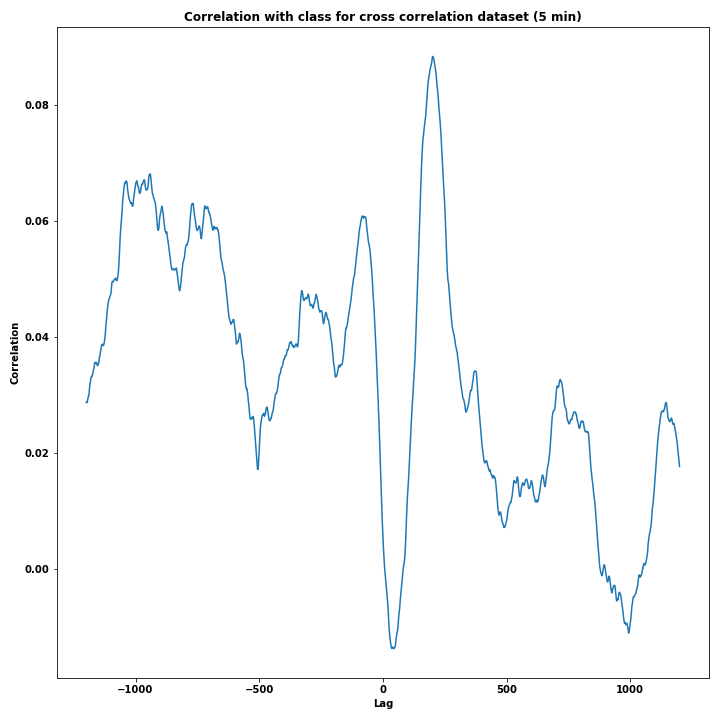 Correlation with class for cross correlation dataset (5 min)
0.08
0.06
0.04
0.02
0.00
Correlation
−1000 −500 0 500 1000
Lag